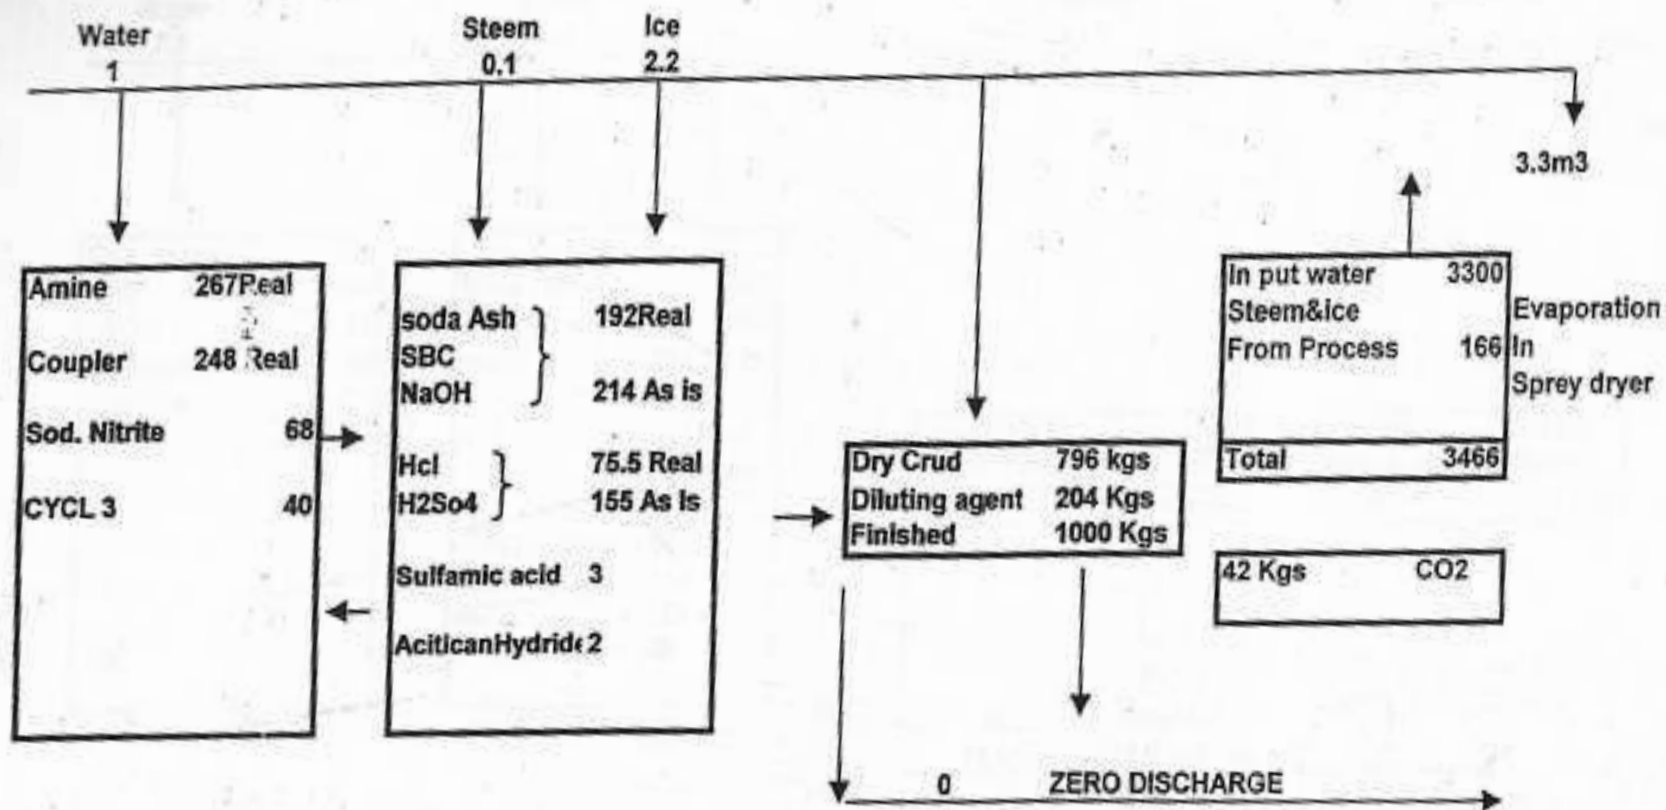 Water
1
Steem
0.1
Ice
2.2
3.3m3
Amine 267Real
Coupler 248 Real
Sod. Nitrite 68
CYCL 3 40
soda Ash 192Real
SBC
NaOH 214 As is
Hcl 75.5 Real
H2So4 155 As Is
Sulfamic acid 3
AciticanHydride 2
Dry Crud 796 kgs
Diluting agent 204 Kgs
Finished 1000 Kgs
In put water 3300
Steem&ice
From Process 166
Total 3466
Evaporation
In
Sprey dryer
42 Kgs CO2
0 ZERO DISCHARGE